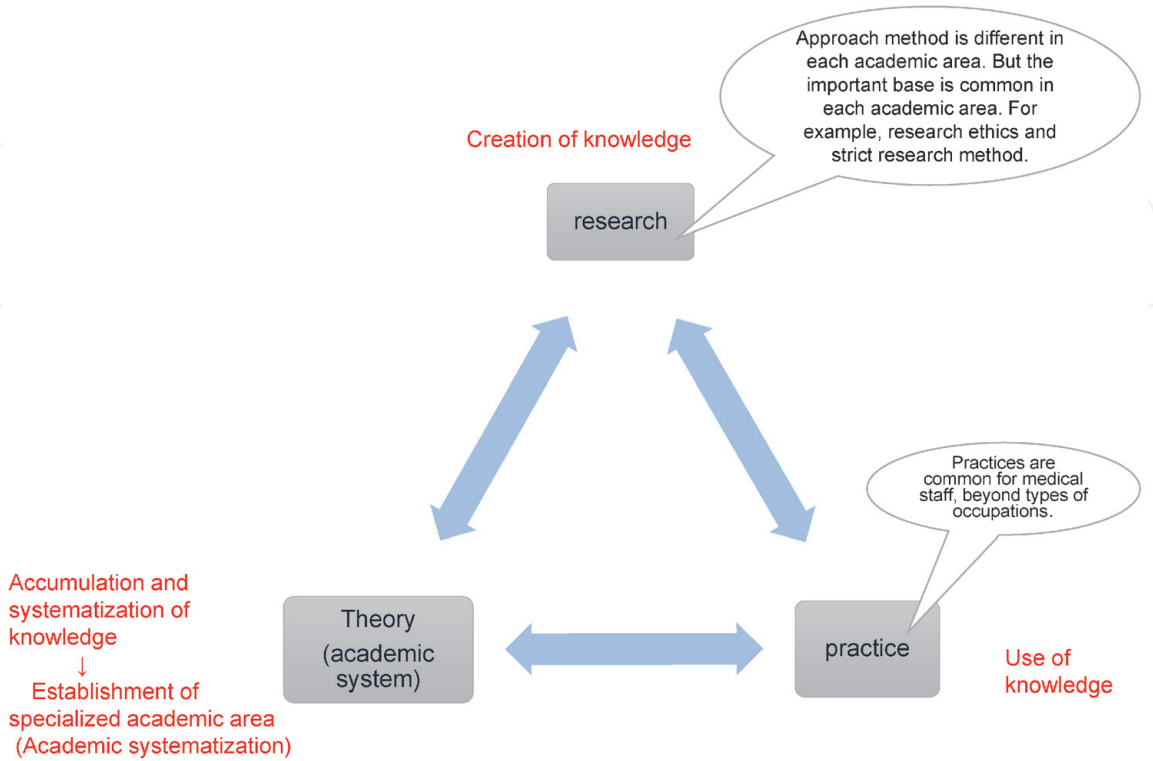 Approach method is different in
each academic area. But the
important base is common in
each academic area. For
example, research ethics and
strict research method.
Creation of knowledge
research
Practices are
common for medical
staff, beyond types of
occupations.
Accumulation and
systematization of
knowledge
↓
Establishment of
specialized academic area
(Academic systematization)
Theory
(academic
system)
practice
Use of
knowledge